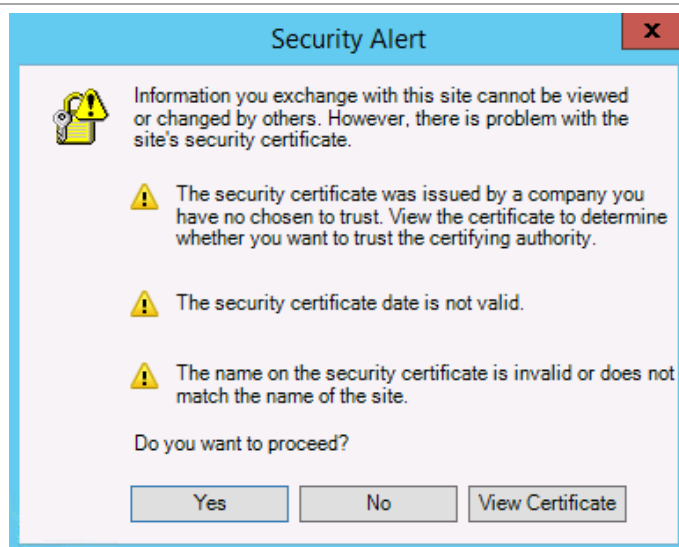 Security Alert
x
Information you exchange with this site cannot be viewed
or changed by others. However, there is problem with the
site's security certificate.
The security certificate was issued by a company you
have no chosen to trust. View the certificate to determine
whether you want to trust the certifying authority.
The security certificate date is not valid.
The name on the security certificate is invalid or does not
match the name of the site.
Do you want to proceed?
Yes No View Certificate